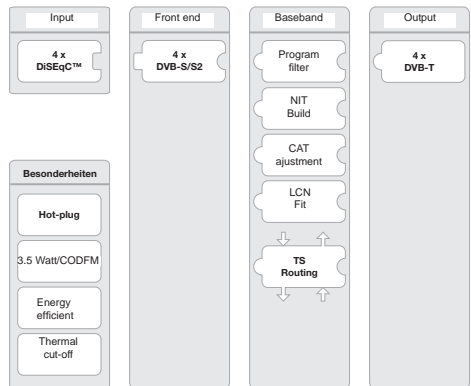 Input
4 x
DiSEqC™
Front end
4 x
DVB-S/S2
Baseband
Program
filter
NIT
Build
CAT
ajustment
LCN
Fit
TS
Routing
Output
4 x
DVB-T
Besonderheiten
Hot-plug
3.5 Watt/CODFM
Energy
efficient
Thermal
cut-off